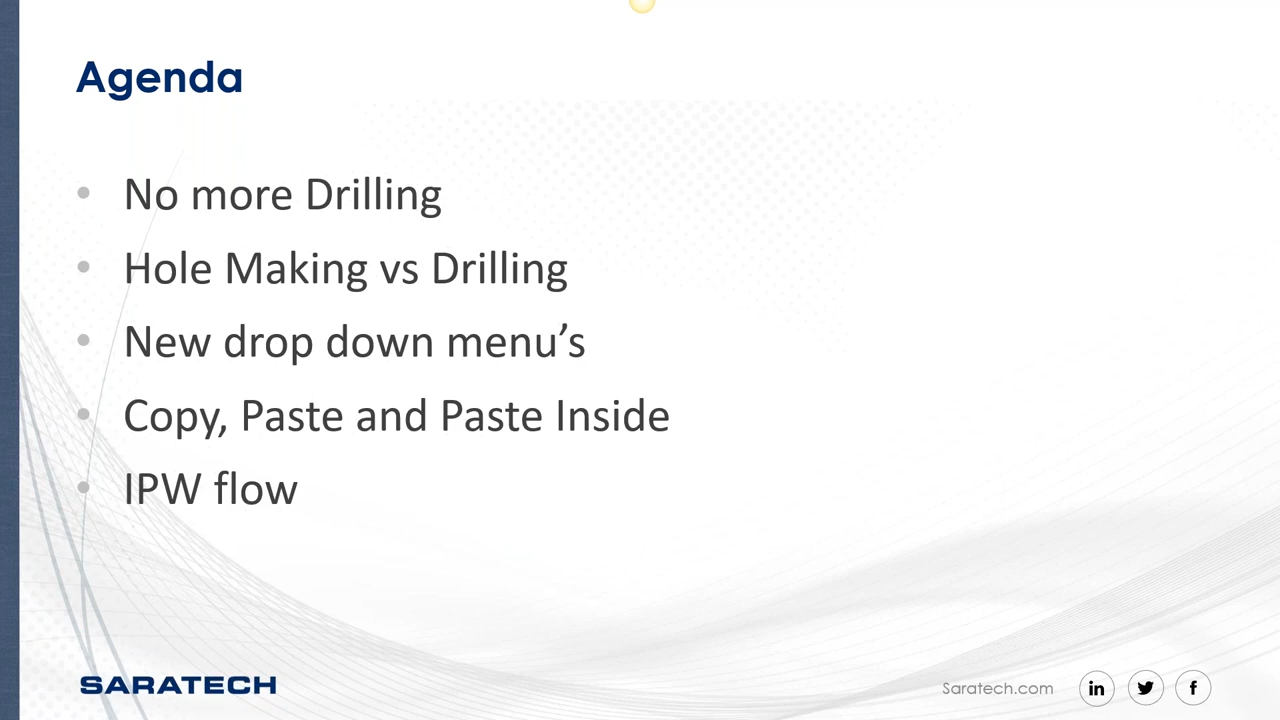 Agenda
• No more Drilling
• Hole Making vs Drilling
• New drop down menu’s
• Copy, Paste and Paste Inside
• IPW flow
SARATECH
Saratech.com in f